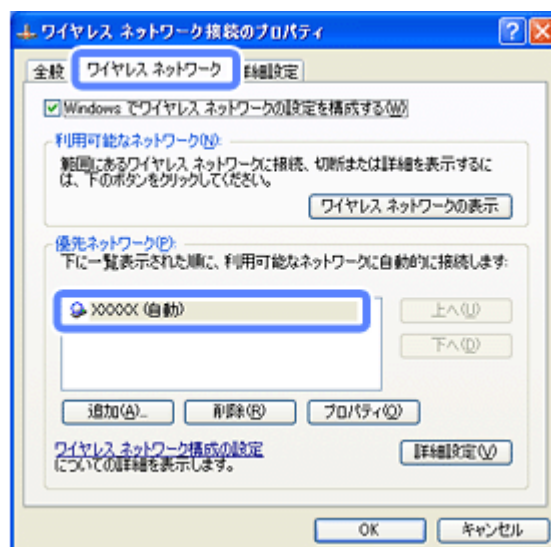 ワイヤレス ネットワーク接続のプロパティ
全般 ワイヤレス ネットワーク 詳細設定
Windows でワイヤレス ネットワークの設定を構成する(W)
利用可能なネットワーク(N):
範囲にあるワイヤレス ネットワークに接続、切断または詳細を表示するに
は、下のボタンをクリックしてください。
ワイヤレス ネットワークの表示
優先ネットワーク(P):
下に一覧表示された順に、利用可能なネットワークに自動的に接続します:
XXXXX (自動)
上へ(U)
下へ(D)
追加(A)... 削除(R) プロパティ(O)
ワイヤレス ネットワーク構成の設定
についての詳細を表示します。
詳細設定(V)
OK キャンセル